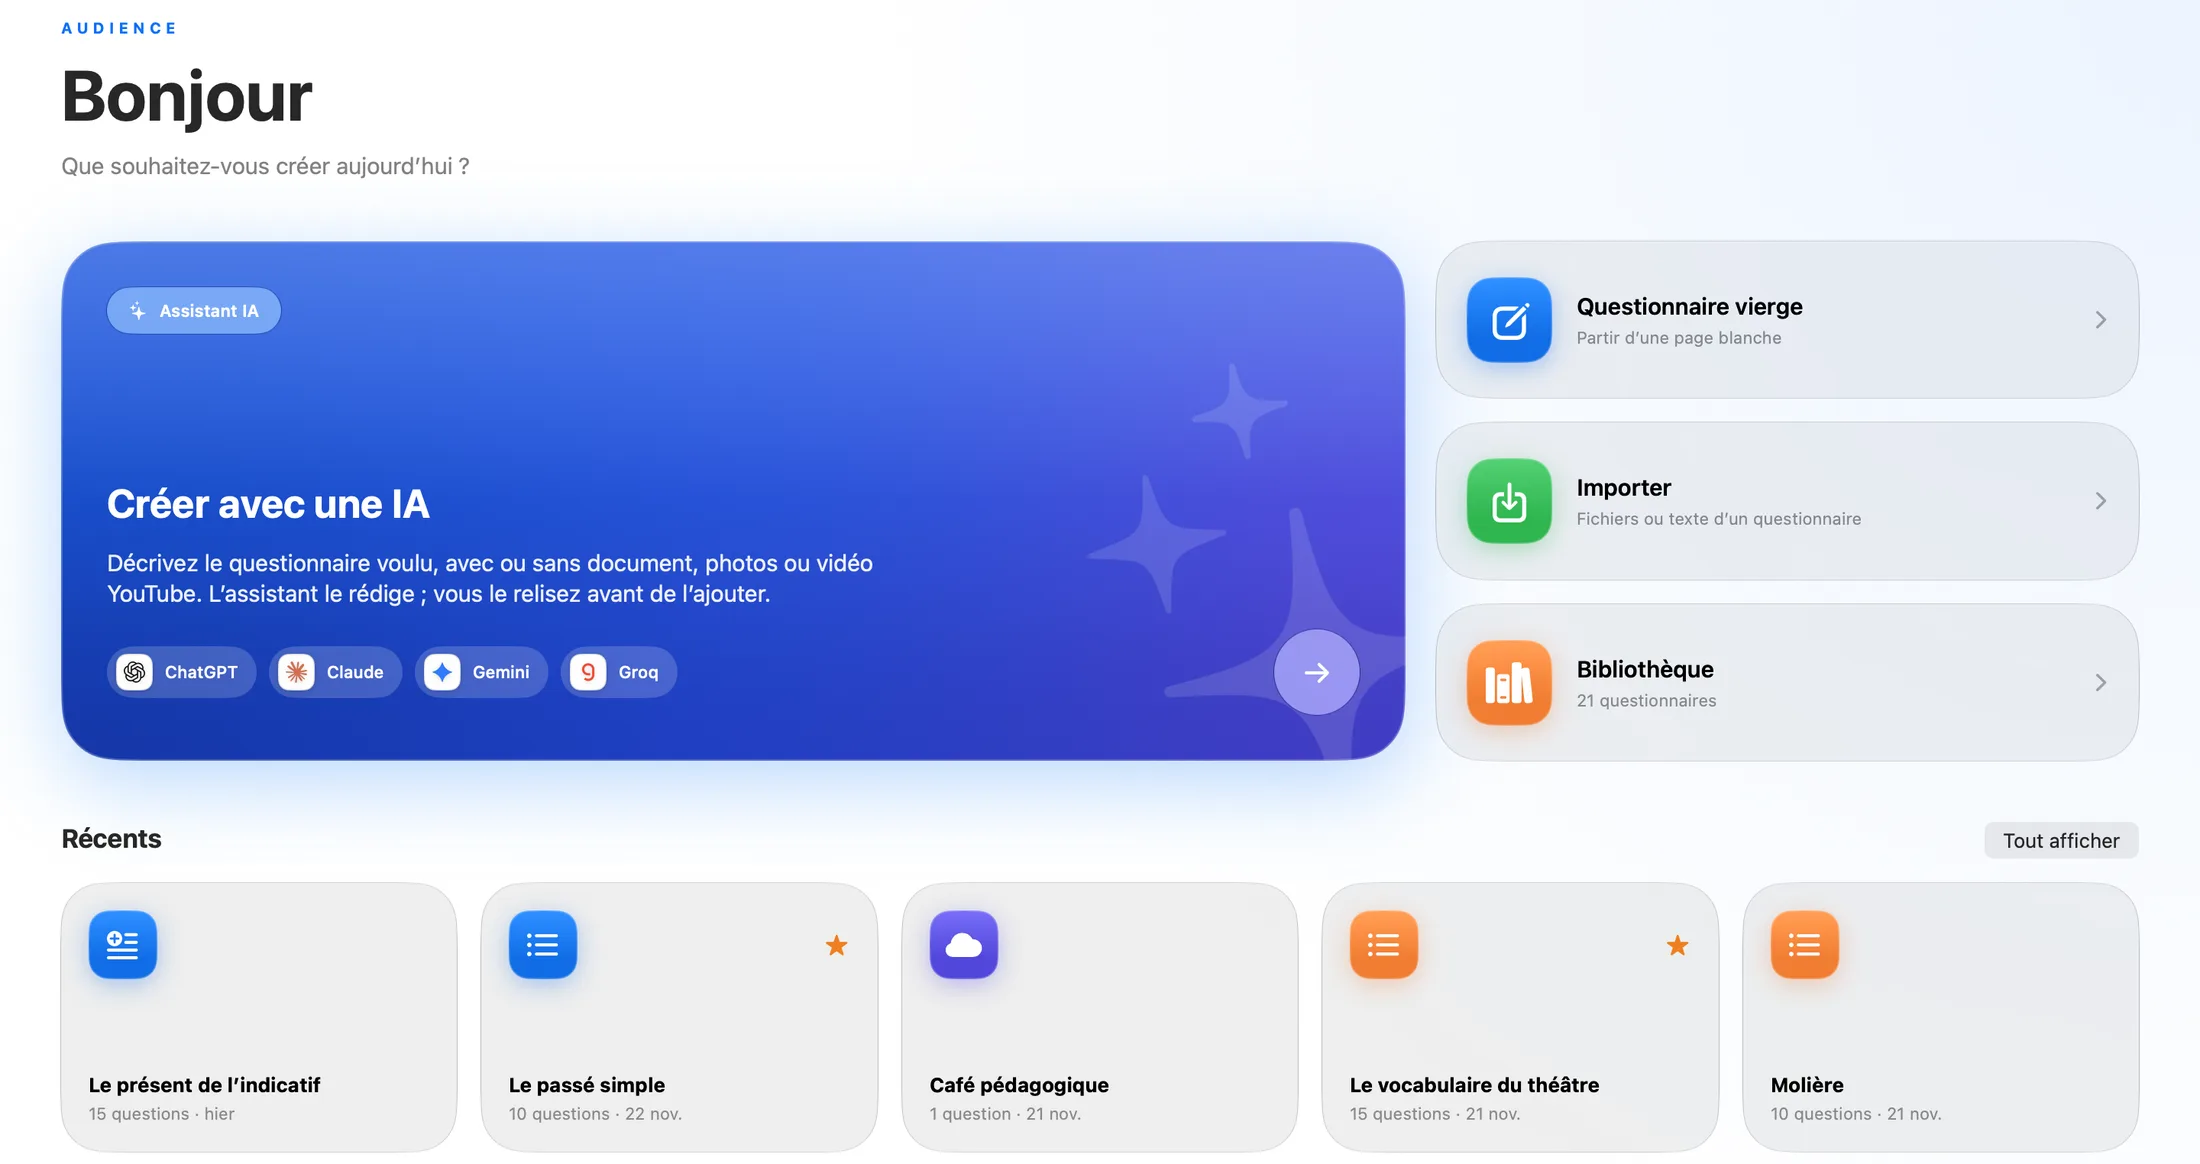 AUDIENCE
Bonjour
Que souhaitez-vous créer aujourd’hui ?
Assistant IA
Créer avec une IA
Décrivez le questionnaire voulu, avec ou sans document, photos ou vidéo
YouTube. L’assistant le rédige ; vous le relisez avant de l’ajouter.
ChatGPT
Claude
Gemini
Groq
Questionnaire vierge
Partir d’une page blanche
Importer
Fichiers ou texte d’un questionnaire
Bibliothèque
21 questionnaires
Récents
Tout afficher
Le présent de l’indicatif
15 questions · hier
Le passé simple
10 questions · 22 nov.
Café pédagogique
1 question · 21 nov.
Le vocabulaire du théâtre
15 questions · 21 nov.
Molière
10 questions · 21 nov.